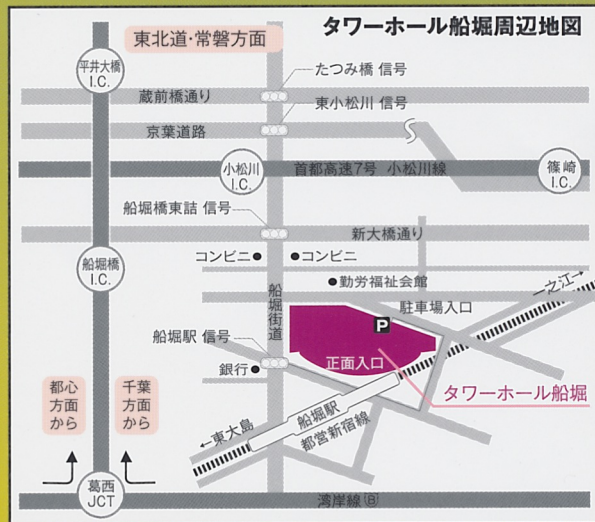 タワーホール船堀周辺地図
東北道・常磐方面
平井大橋
I.C.
たつみ橋 信号
蔵前橋通り
東小松川 信号
京葉道路
小松川
I.C.
首都高速7号 小松川線
篠崎
I.C.
船堀橋東詰 信号
新大橋通り
船堀橋
I.C.
コンビニ
コンビニ
勤労福祉会館
一之江→
船堀街道
駐車場入口
P
船堀駅 信号
正面入口
銀行
タワーホール船堀
都心
方面
から
千葉
方面
から
船堀駅
都営新宿線
←東大島
葛西
JCT
湾岸線 B